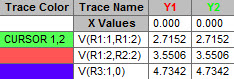 Trace Color Trace Name Y1 Y2
X Values 0.000 0.000
CURSOR 1,2 V(R1:1,R1:2) 2.7152 2.7152
V(R2:1,R2:2) 3.5506 3.5506
V(R3:1,0) 4.7342 4.7342